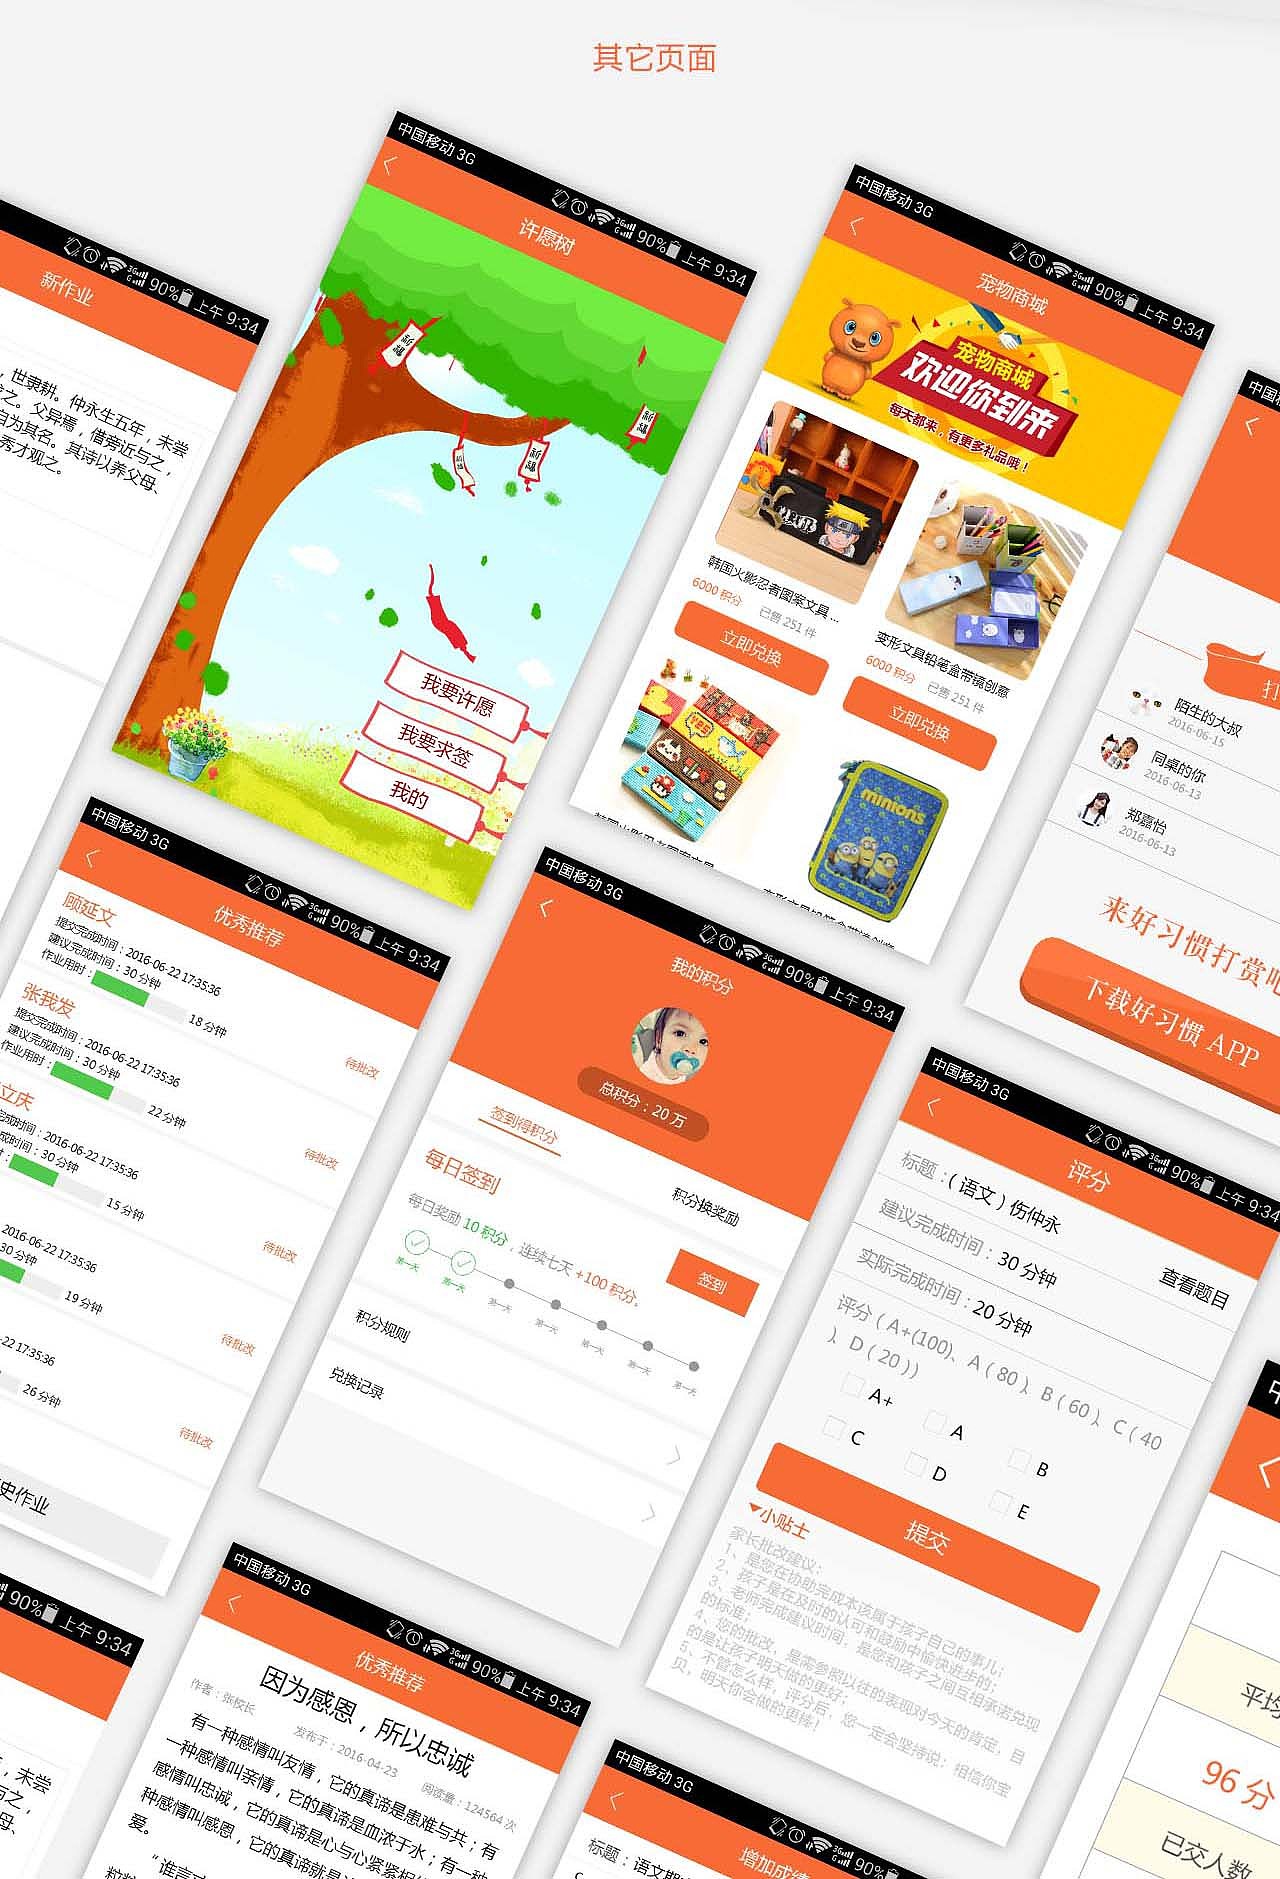 其它页面
中国移动 3G
90% 上午 9:34
许愿树
祈福
祈福
祈福
祈福
我要许愿
我要求签
我的
中国移动 3G
90% 上午 9:34
宠物商城
宠物商城
欢迎你到来
每天都来，有更多礼品哦！
韩国火影忍者图案文具...
6000 积分
已售 251 件
立即兑换
变形文具铅笔盒带镜创意
6000 积分
已售 251 件
立即兑换
minions
90% 上午 9:34
新作业
，世隶耕。仲永生五年，未尝
之。父异焉，借旁近与之，
自为其名。其诗以养父母、
秀才观之。
中国移
打
陌生的大叔
2016-06-15
同桌的你
2016-06-13
郑嘉怡
2016-06-13
来好习惯打赏吧
下载好习惯 APP
中国移动 3G
90% 上午 9:34
优秀推荐
顾延文
提交完成时间：2016-06-22 17:35:36
建议完成时间：30 分钟
作业用时：
18 分钟
待批改
张我发
提交完成时间：2016-06-22 17:35:36
建议完成时间：30 分钟
作业用时：
22 分钟
待批改
立庆
完成时间：2016-06-22 17:35:36
成时间：30 分钟
时：
15 分钟
待批改
2016-06-22 17:35:36
30 分钟
19 分钟
待批改
-22 17:35:36
26 分钟
待批改
史作业
中国移动 3G
90% 上午 9:34
我的积分
总积分：20 万
签到得积分
积分换奖励
每日签到
每日奖励 10 积分，连续七天 +100 积分。
签到
第一天
第一天
第一天
第一天
第一天
第一天
第一天
积分规则
兑换记录
中国移动 3G
90% 上午 9:34
评分
标题：(语文) 伤仲永
查看题目
建议完成时间：30 分钟
实际完成时间：20 分钟
评分 ( A+(100)、A ( 80 )、B ( 60 )、C ( 40
)、D ( 20 ) )
A+
A
B
C
D
E
提交
小贴士
家长批改建议：
1、是您在协助完成本该属于孩子自己的事儿；
2、孩子是在及时的认可和鼓励中愉快进步的；
3、老师完成建议时间，是您和孩子之间互相承诺兑现
的标准；
4、您的批改，是需参照以往的表现对今天的肯定，目
的是让孩子明天做的更好；
5、不管怎么样，评分后，您一定会坚持说：相信你宝
贝，明天你会做的更棒！
90% 上午 9:34
，未尝
与之，
母、
中国移动 3G
90% 上午 9:34
优秀推荐
因为感恩，所以忠诚
作者：张校长
发布于：2016-04-23
阅读量：124564 次
有一种感情叫友情，它的真谛是患难与共；有
一种感情叫亲情，它的真谛是血浓于水；有一种
感情叫忠诚，它的真谛是心与心紧紧相
种感情叫感恩，它的真谛就是
爱。
中国移动 3G
90%
增加成绩
标题：语文期
中
平均
96 分
已交人数